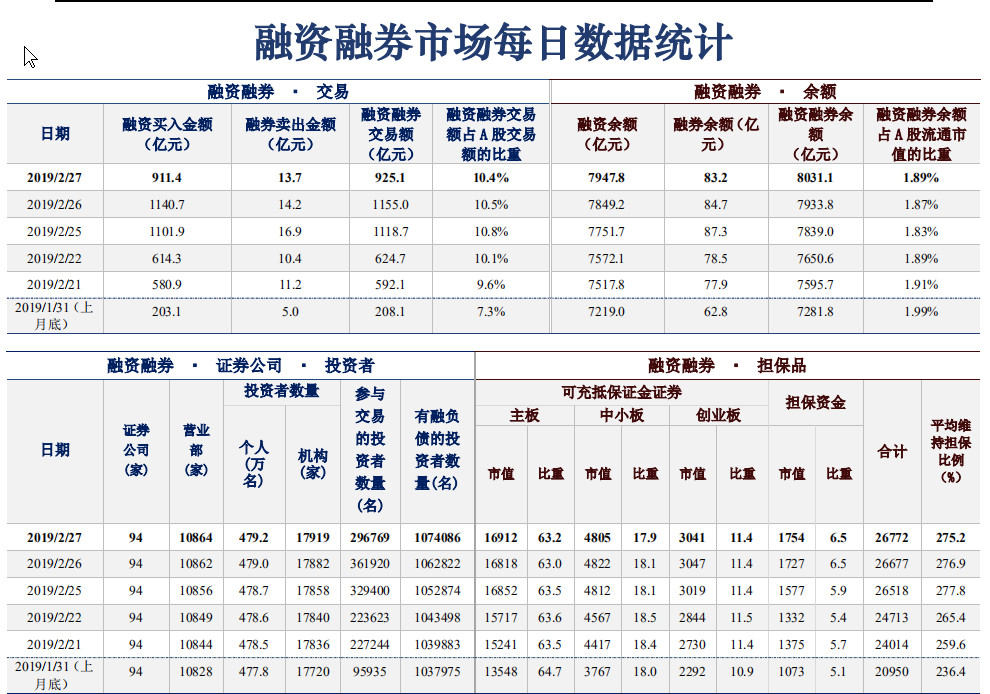 融资融券市场每日数据统计
融资融券 · 交易 融资融券 · 余额
日期 融资买入金额（亿元） 融券卖出金额（亿元） 融资融券交易额（亿元） 融资融券交易额占A股交易额的比重 融资余额（亿元） 融券余额（亿元） 融资融券余额（亿元） 融资融券余额占A股流通市值的比重
2019/2/27 911.4 13.7 925.1 10.4% 7947.8 83.2 8031.1 1.89%
2019/2/26 1140.7 14.2 1155.0 10.5% 7849.2 84.7 7933.8 1.87%
2019/2/25 1101.9 16.9 1118.7 10.8% 7751.7 87.3 7839.0 1.83%
2019/2/22 614.3 10.4 624.7 10.1% 7572.1 78.5 7650.6 1.89%
2019/2/21 580.9 11.2 592.1 9.6% 7517.8 77.9 7595.7 1.91%
2019/1/31（上月底） 203.1 5.0 208.1 7.3% 7219.0 62.8 7281.8 1.99%
融资融券 · 证券公司 · 投资者 融资融券 · 担保品
日期 证券公司(家) 营业部(家) 投资者数量 个人(万名) 机构(家) 参与交易的投资者数量(名) 有融负债的投资者数量(名) 可充抵保证金证券 主板 中小板 创业板 担保资金 合计 平均维持担保比例（%）
市值 比重 市值 比重 市值 比重 市值 比重
2019/2/27 94 10864 479.2 17919 296769 1074086 16912 63.2 4805 17.9 3041 11.4 1754 6.5 26772 275.2
2019/2/26 94 10862 479.0 17882 361920 1062822 16818 63.0 4822 18.1 3047 11.4 1727 6.5 26677 276.9
2019/2/25 94 10856 478.7 17858 329400 1052874 16852 63.5 4812 18.1 3019 11.4 1577 5.9 26518 277.8
2019/2/22 94 10849 478.6 17840 223623 1043498 15717 63.6 4567 18.5 2844 11.5 1332 5.4 24713 265.4
2019/2/21 94 10844 478.5 17836 227244 1039883 15241 63.5 4417 18.4 2730 11.4 1375 5.7 24014 259.6
2019/1/31（上月底） 94 10828 477.8 17720 95935 1037975 13548 64.7 3767 18.0 2292 10.9 1073 5.1 20950 236.4